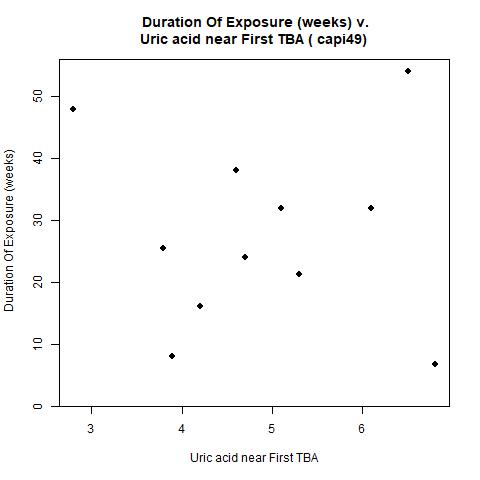 Duration Of Exposure (weeks) v.
Uric acid near First TBA ( capi49)
Duration Of Exposure (weeks)
50
40
30
20
10
0
3 4 5 6
Uric acid near First TBA